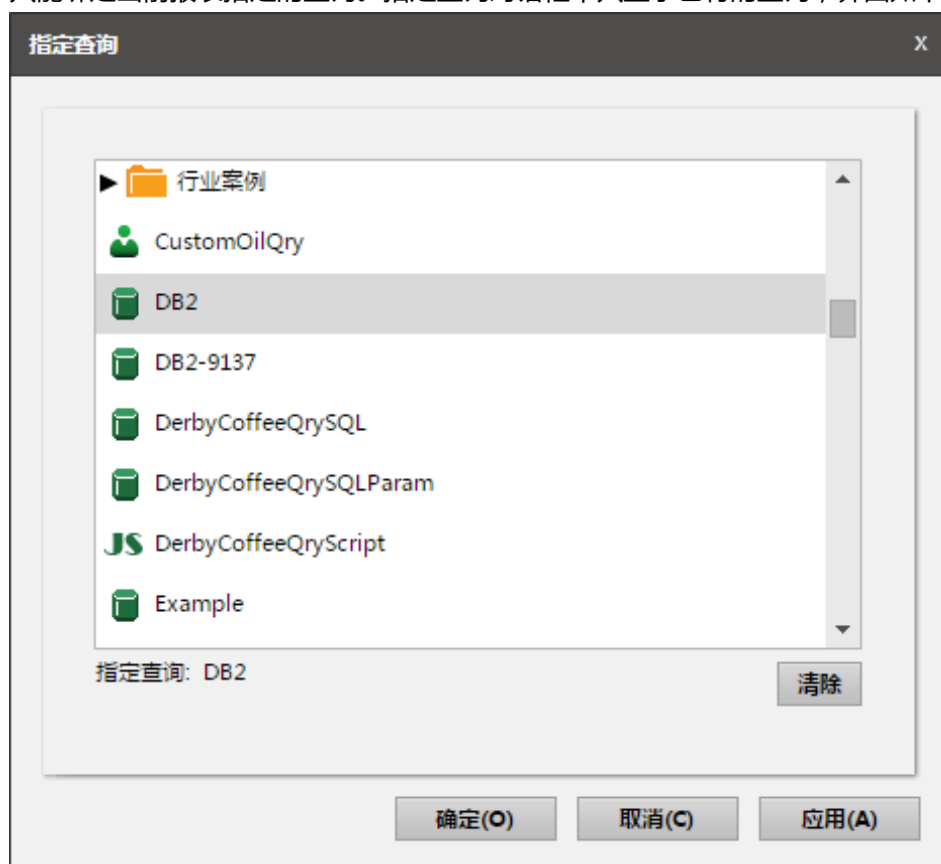 指定查询
x
行业案例
CustomOilQry
DB2
DB2-9137
DerbyCoffeeQrySQL
DerbyCoffeeQrySQLParam
JS DerbyCoffeeQryScript
Example
指定查询: DB2
清除
确定(O) 取消(C) 应用(A)